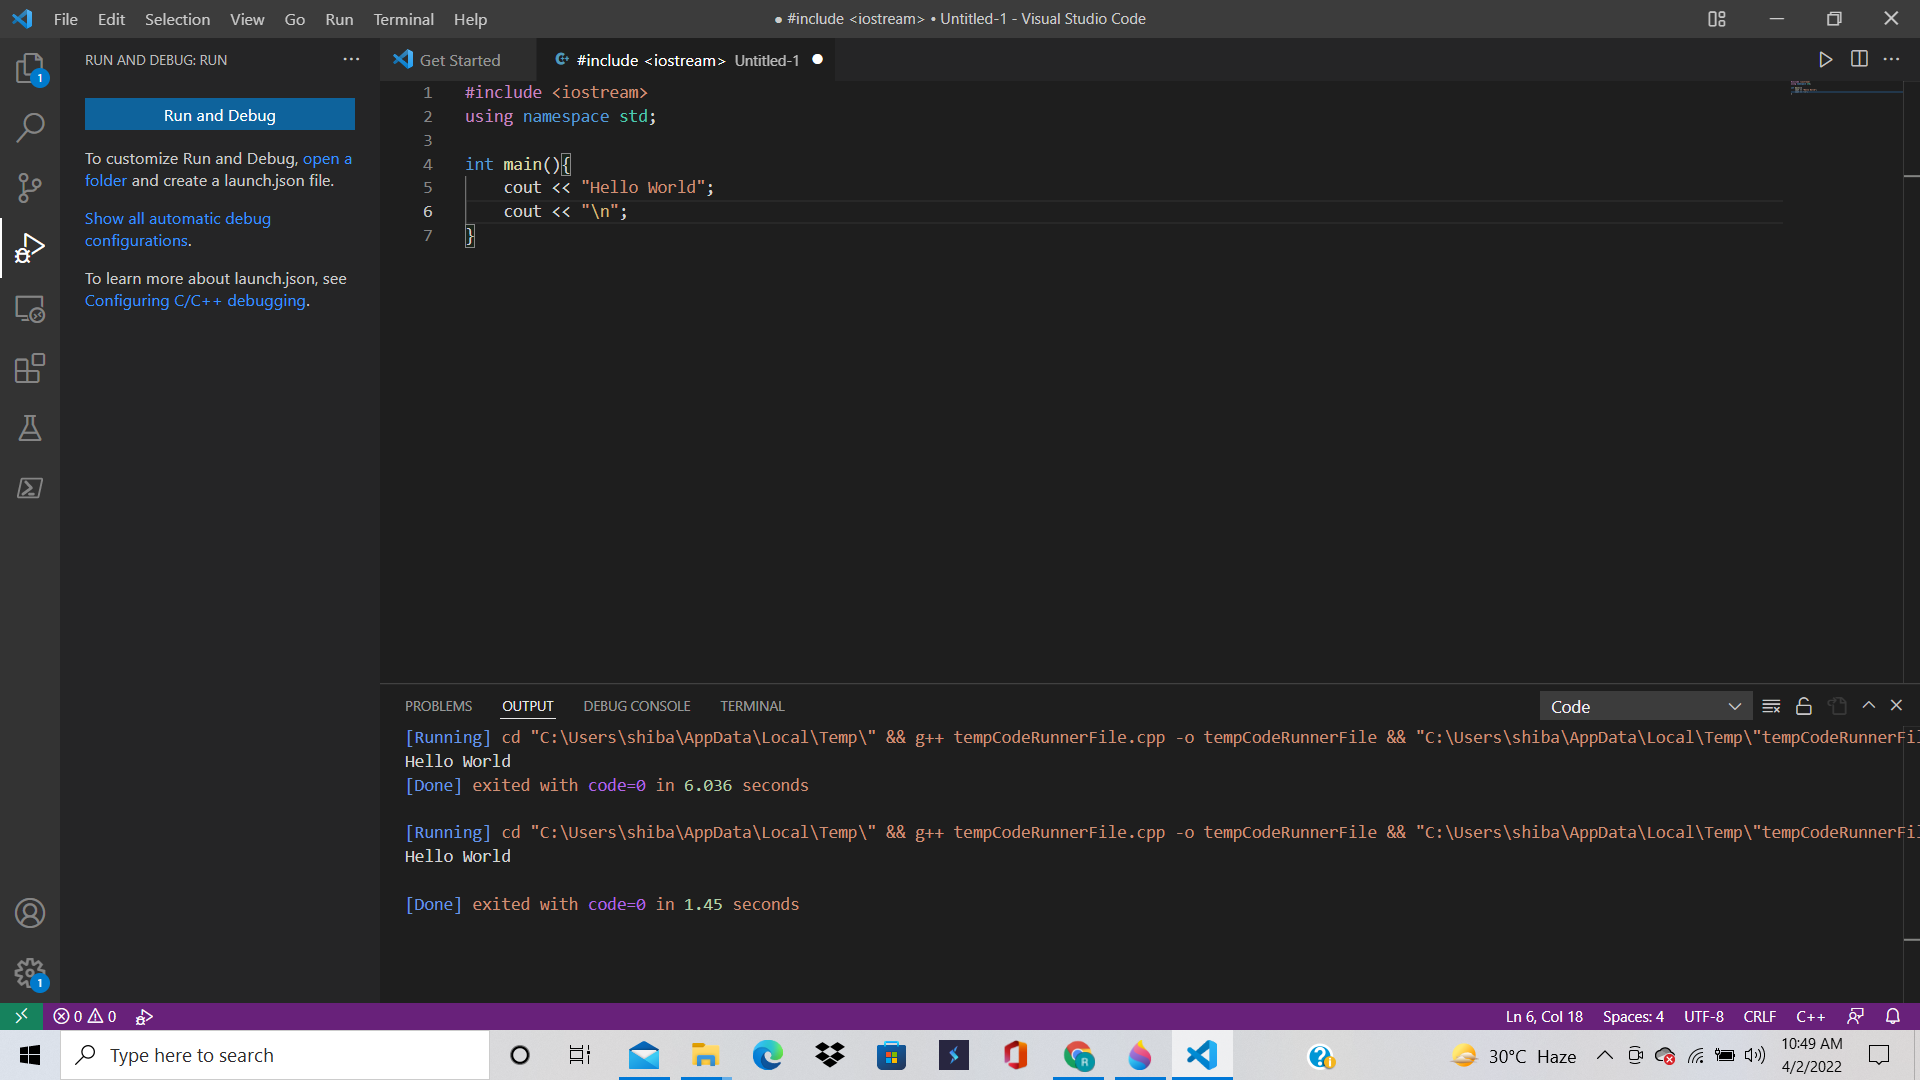 File Edit Selection View Go Run Terminal Help
● #include <iostream> • Untitled-1 - Visual Studio Code
RUN AND DEBUG: RUN
Run and Debug
To customize Run and Debug, open a
folder and create a launch.json file.
Show all automatic debug
configurations.
To learn more about launch.json, see
Configuring C/C++ debugging.
1
1
Get Started
#include <iostream> Untitled-1
1 #include <iostream>
2 using namespace std;
3
4 int main(){
5     cout << "Hello World";
6     cout << "\n";
7 }
PROBLEMS OUTPUT DEBUG CONSOLE TERMINAL
Code
[Running] cd "C:\Users\shiba\AppData\Local\Temp\" && g++ tempCodeRunnerFile.cpp -o tempCodeRunnerFile && "C:\Users\shiba\AppData\Local\Temp\"tempCodeRunnerFil
Hello World
[Done] exited with code=0 in 6.036 seconds
[Running] cd "C:\Users\shiba\AppData\Local\Temp\" && g++ tempCodeRunnerFile.cpp -o tempCodeRunnerFile && "C:\Users\shiba\AppData\Local\Temp\"tempCodeRunnerFil
Hello World
[Done] exited with code=0 in 1.45 seconds
0 0
Ln 6, Col 18 Spaces: 4 UTF-8 CRLF C++
Type here to search
30°C Haze
10:49 AM
4/2/2022